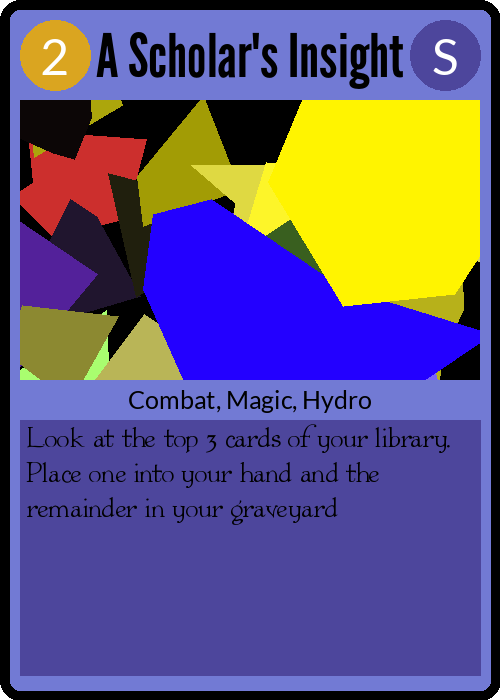 2 A Scholar's Insight S
Combat, Magic, Hydro
Look at the top 3 cards of your library.
Place one into your hand and the
remainder in your graveyard